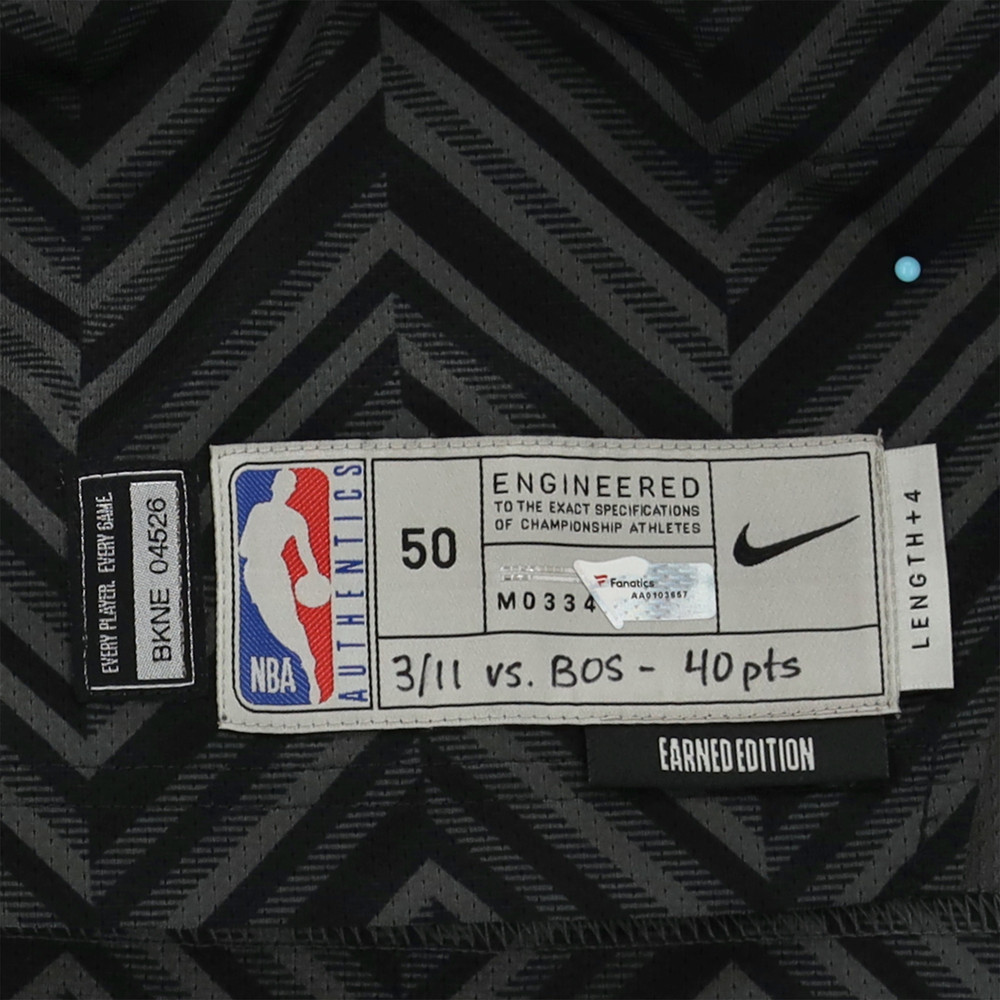 EVERY PLAYER. EVERY GAME.
BKNE 04526
NBA
AUTHENTICS
50
ENGINEERED
TO THE EXACT SPECIFICATIONS
OF CHAMPIONSHIP ATHLETES
M0334
Fanatics
AA0103657
3/11 vs. BOS - 40 pts
LENGTH+4
EARNED EDITION